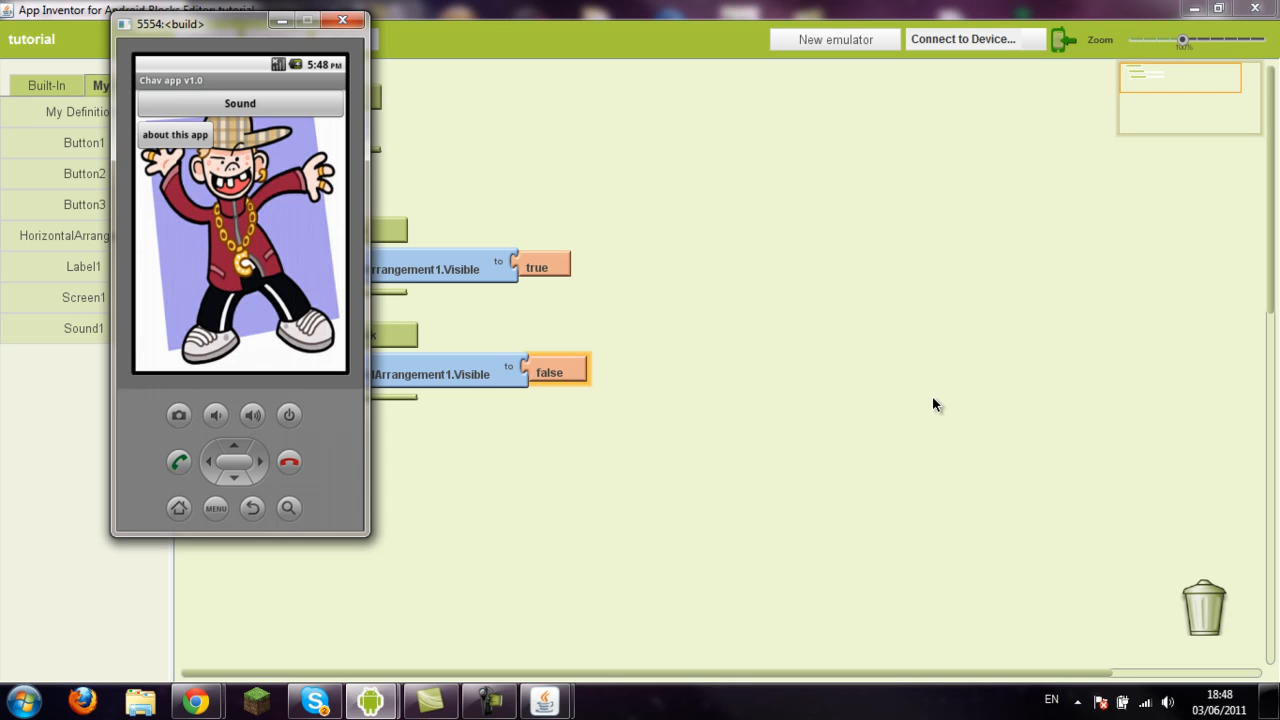 App Inventor for Android Blocks Editor
5554:<build>
tutorial
New emulator
Connect to Device...
Zoom
100%
5:48 PM
Chav app v1.0
Sound
about this app
Built-In
My
My Definitio
Button1
Button2
Button3
HorizontalArrang
Label1
Screen1
Sound1
rrangement1.Visible
to
true
k
lArrangement1.Visible
to
false
MENU
EN
18:48
03/06/2011